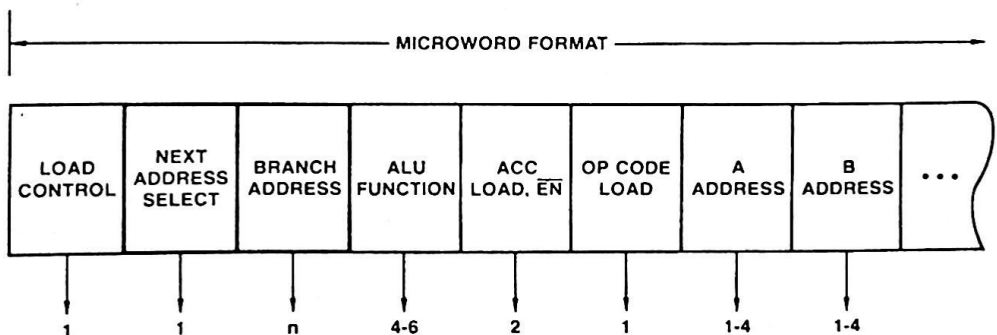 MICROWORD FORMAT
LOAD
CONTROL
NEXT
ADDRESS
SELECT
BRANCH
ADDRESS
ALU
FUNCTION
ACC
LOAD, EN
OP CODE
LOAD
A
ADDRESS
B
ADDRESS
•••
1
1
n
4-6
2
1
1-4
1-4